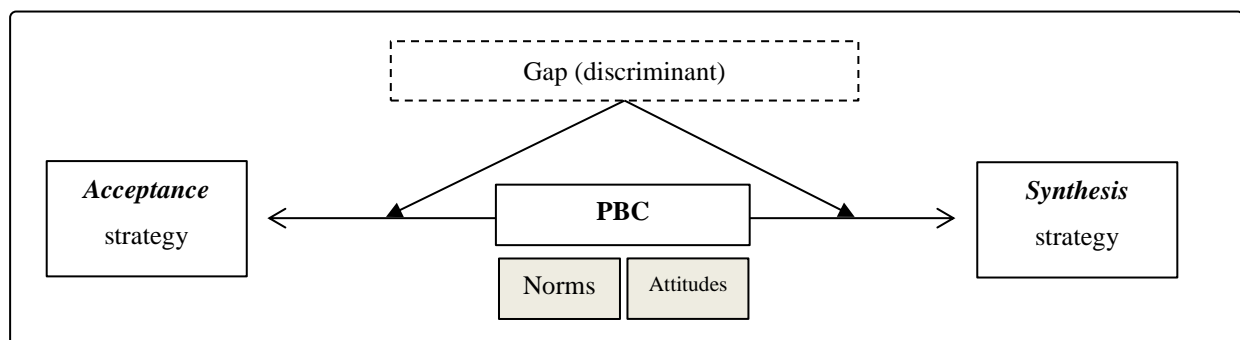 Gap (discriminant)
Acceptance
strategy
PBC
Synthesis
strategy
Norms
Attitudes